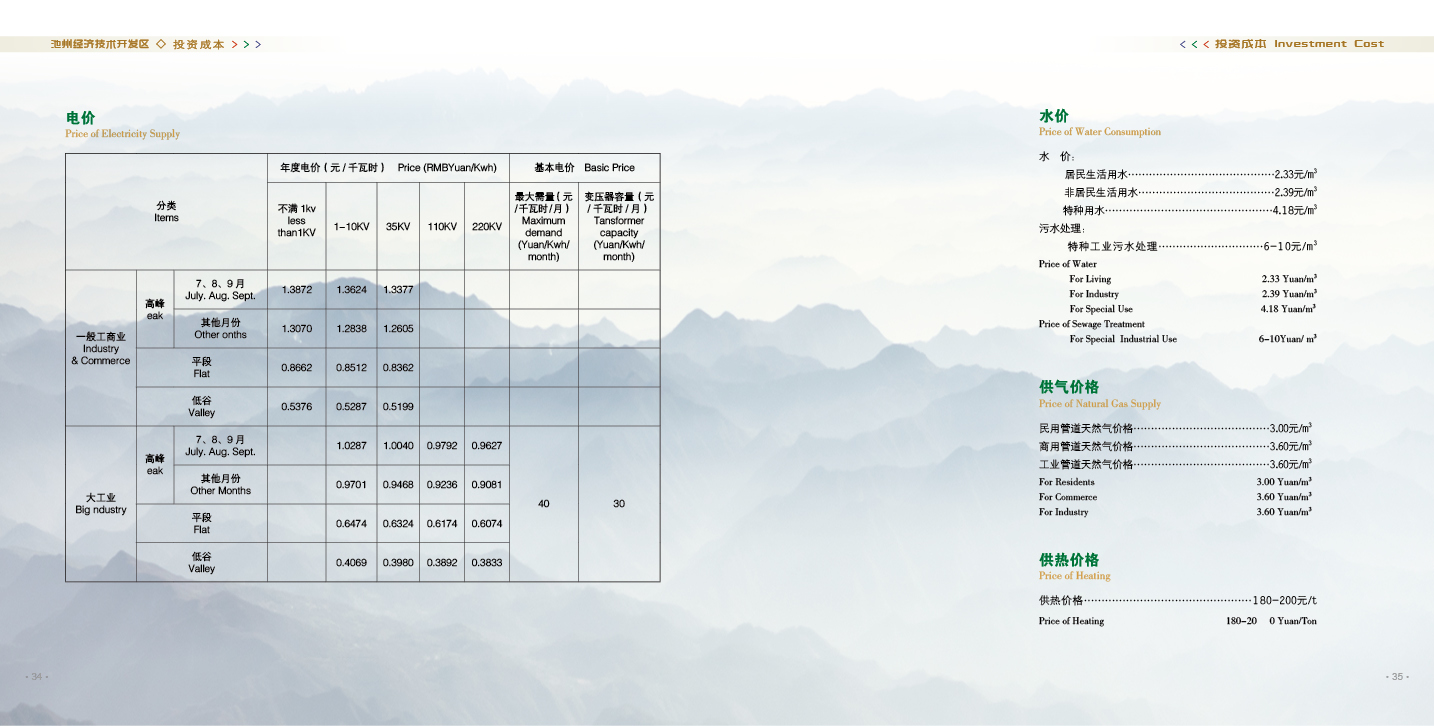 池州经济技术开发区 ◇ 投资成本 > > >
< < < 投资成本 Investment Cost
电价
Price of Electricity Supply
分类
Items
年度电价（元/千瓦时） Price (RMBYuan/Kwh)
基本电价 Basic Price
不满 1kv
less
than1KV
1-10KV
35KV
110KV
220KV
最大需量（元
/千瓦时/月）
Maximum
demand
(Yuan/Kwh/
month)
变压器容量（元
/千瓦时/月）
Tansformer
capacity
(Yuan/Kwh/
month)
一般工商业
Industry
& Commerce
高峰
eak
7、8、9月
July. Aug. Sept.
1.3872 1.3624 1.3377
其他月份
Other onths
1.3070 1.2838 1.2605
平段
Flat
0.8662 0.8512 0.8362
低谷
Valley
0.5376 0.5287 0.5199
大工业
Big ndustry
高峰
eak
7、8、9月
July. Aug. Sept.
1.0287 1.0040 0.9792 0.9627
其他月份
Other Months
0.9701 0.9468 0.9236 0.9081
40 30
平段
Flat
0.6474 0.6324 0.6174 0.6074
低谷
Valley
0.4069 0.3980 0.3892 0.3833
· 34 ·
水价
Price of Water Consumption
水 价：
居民生活用水……………………………………2.33元/m³
非居民生活用水…………………………………2.39元/m³
特种用水…………………………………………4.18元/m³
污水处理：
特种工业污水处理…………………………6-10元/m³
Price of Water
For Living 2.33 Yuan/m³
For Industry 2.39 Yuan/m³
For Special Use 4.18 Yuan/m³
Price of Sewage Treatment
For Special Industrial Use 6-10Yuan/ m³
供气价格
Price of Natural Gas Supply
民用管道天然气价格…………………………………3.00元/m³
商用管道天然气价格…………………………………3.60元/m³
工业管道天然气价格…………………………………3.60元/m³
For Residents 3.00 Yuan/m³
For Commerce 3.60 Yuan/m³
For Industry 3.60 Yuan/m³
供热价格
Price of Heating
供热价格…………………………………………180-200元/t
Price of Heating 180-20 0 Yuan/Ton
· 35 ·